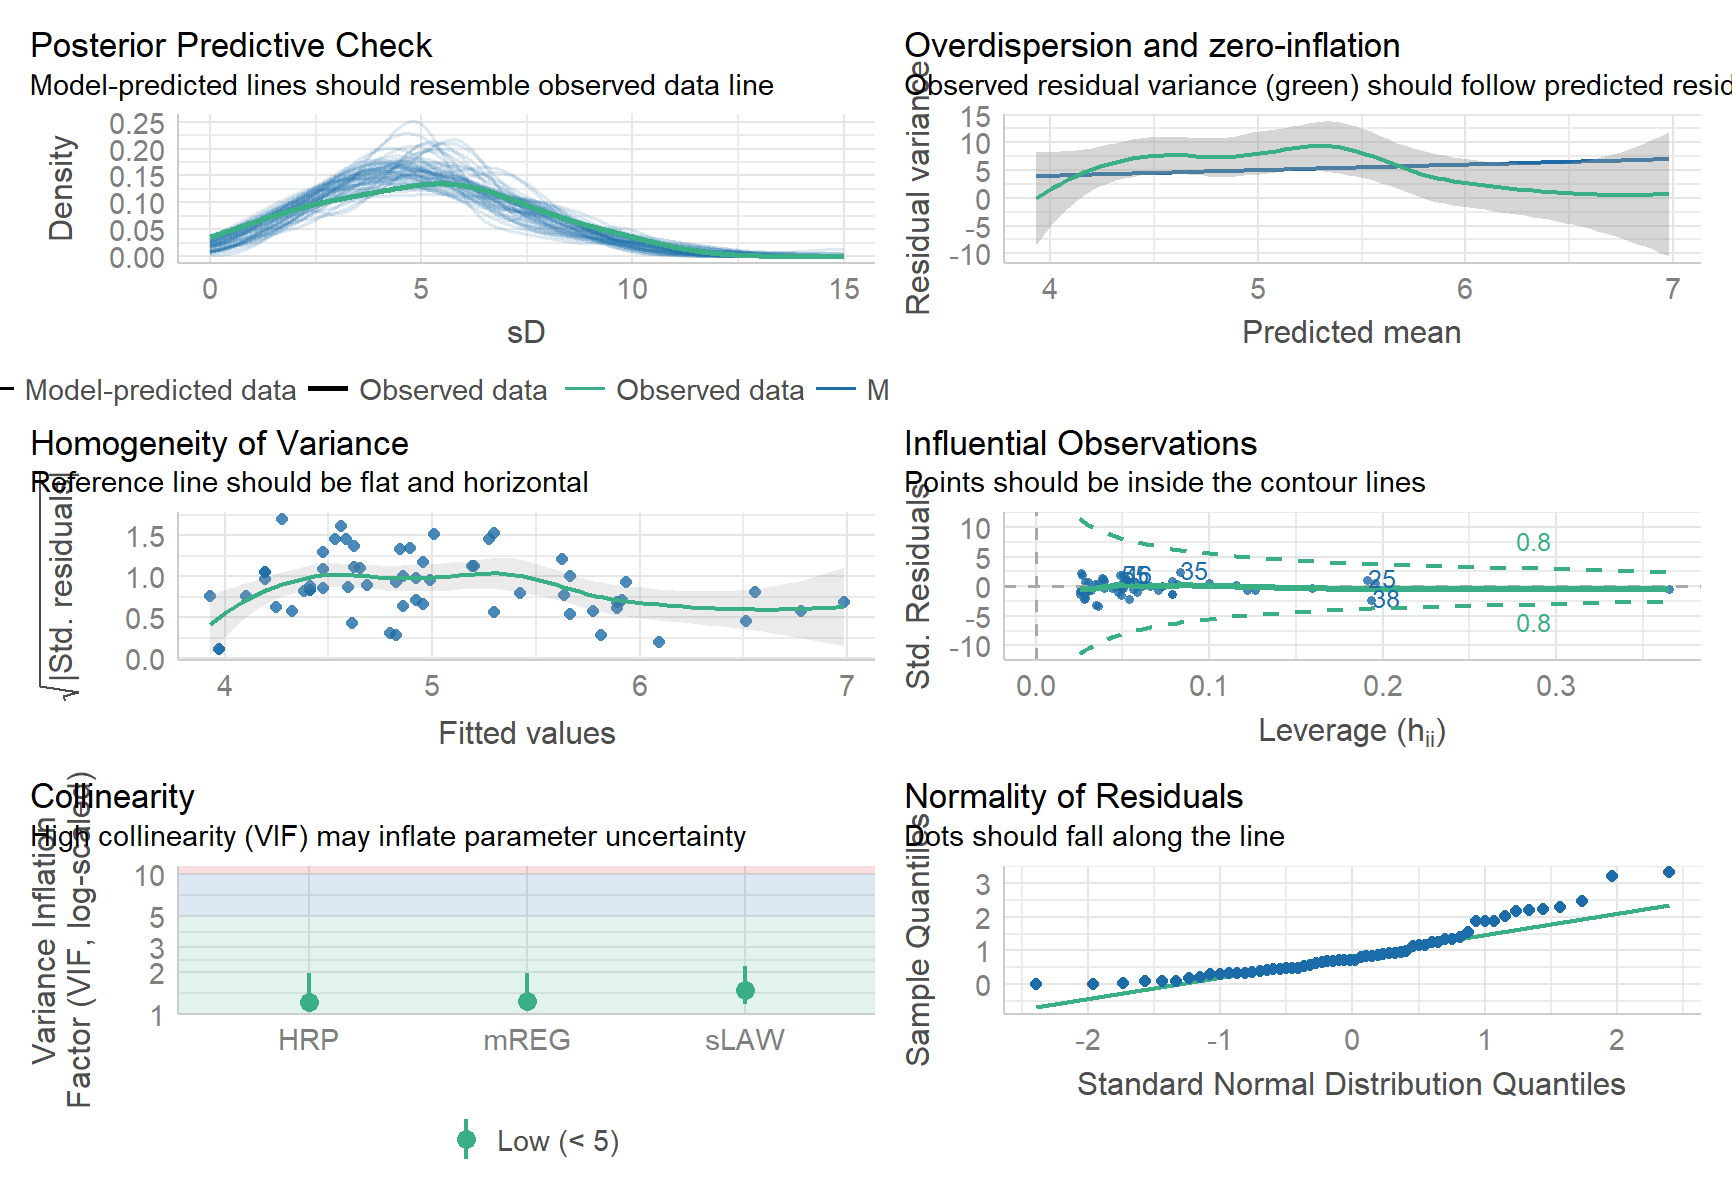 Posterior Predictive Check
Model-predicted lines should resemble observed data line
Density
0.25
0.20
0.15
0.10
0.05
0.00
0 5 10 15
sD
Model-predicted data Observed data Observed data M
Overdispersion and zero-inflation
Observed residual variance (green) should follow predicted resid
Residual variance
15
10
5
0
-5
-10
4 5 6 7
Predicted mean
Homogeneity of Variance
Reference line should be flat and horizontal
√|Std. residuals|
1.5
1.0
0.5
0.0
4 5 6 7
Fitted values
Influential Observations
Points should be inside the contour lines
Std. Residuals
10
5
0
-5
-10
0.8
35
25
38
0.8
0.0 0.1 0.2 0.3
Leverage (hii)
Collinearity
High collinearity (VIF) may inflate parameter uncertainty
Variance Inflation
Factor (VIF, log-scaled)
10
5
3
2
1
HRP mREG sLAW
Low (< 5)
Normality of Residuals
Dots should fall along the line
Sample Quantiles
3
2
1
0
-2 -1 0 1 2
Standard Normal Distribution Quantiles